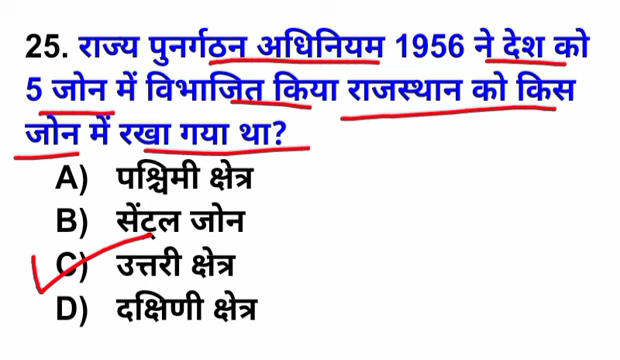 25. राज्य पुनर्गठन अधिनियम 1956 ने देश को
5 जोन में विभाजित किया राजस्थान को किस
जोन में रखा गया था?
A) पश्चिमी क्षेत्र
B) सेंट्रल जोन
C) उत्तरी क्षेत्र
D) दक्षिणी क्षेत्र